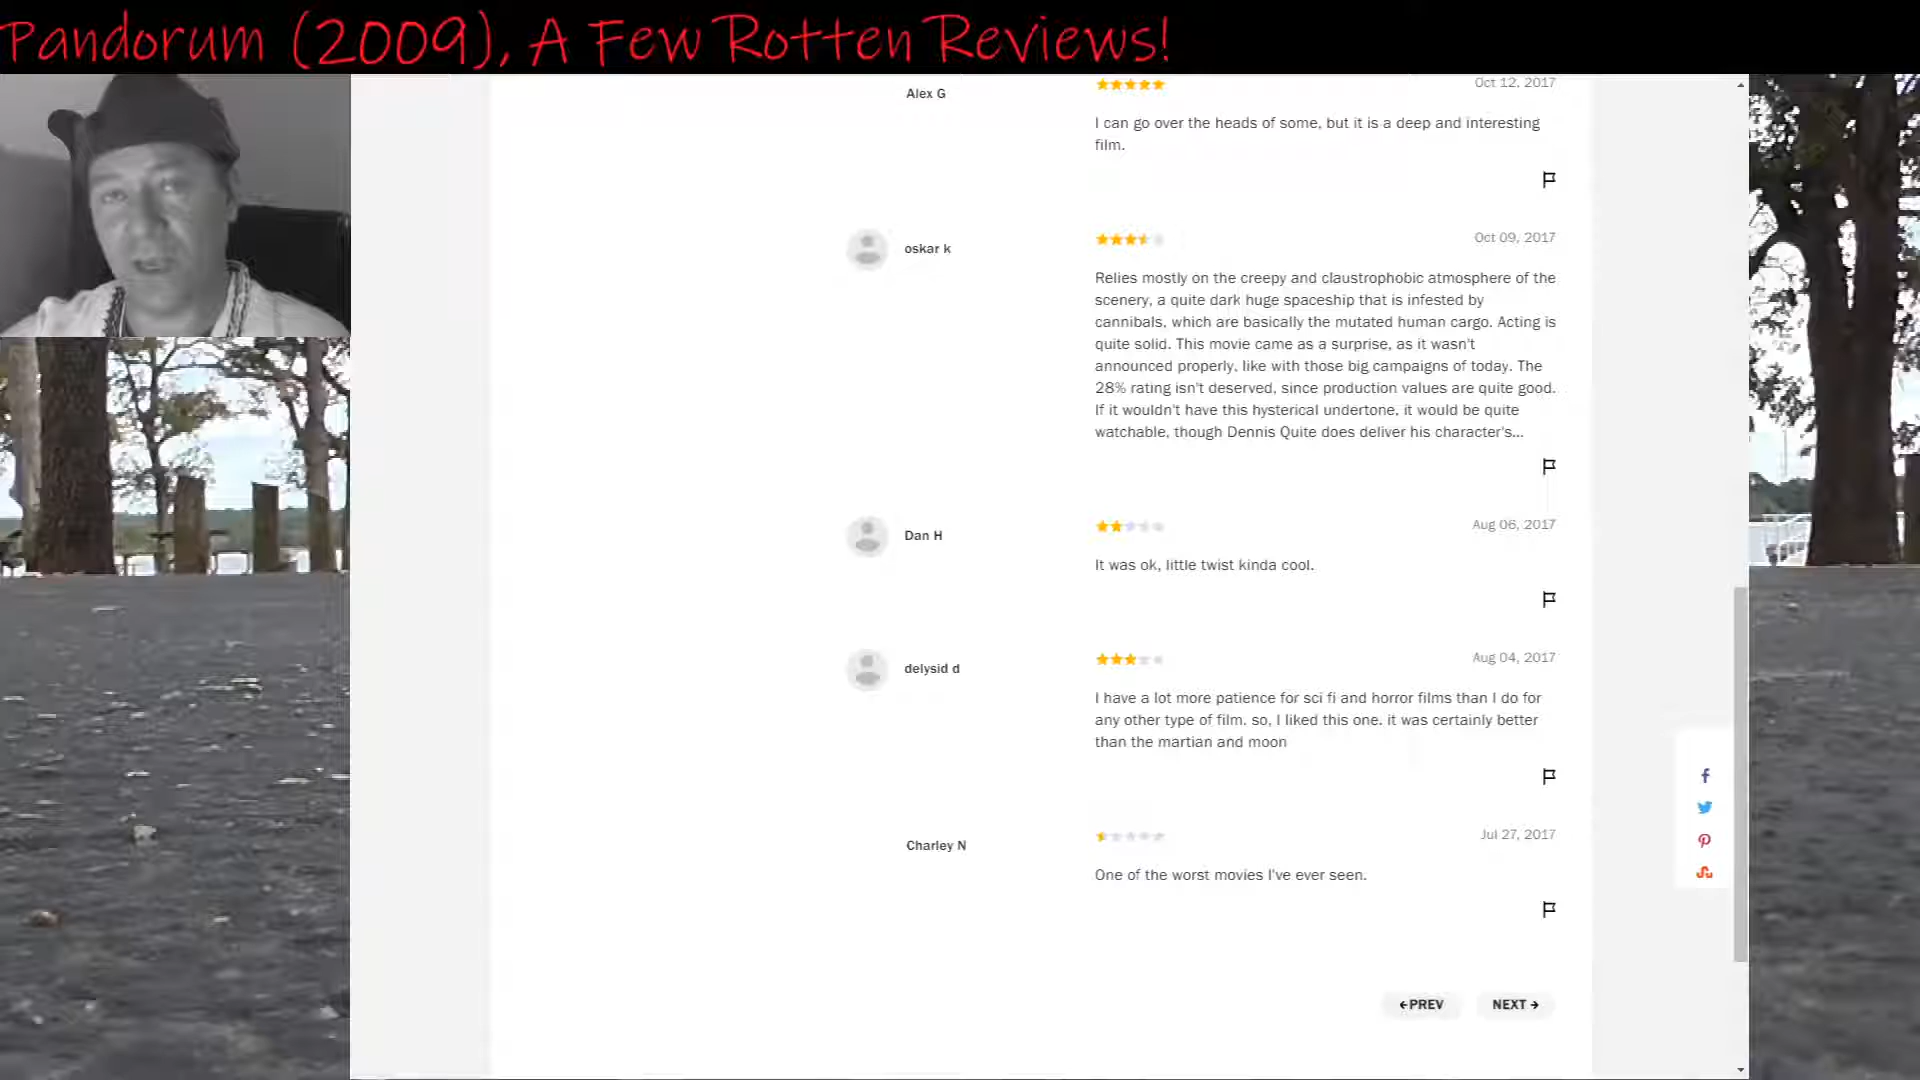 Pandorum (2009), A Few Rotten Reviews!
Alex G
Oct 12, 2017
I can go over the heads of some, but it is a deep and interesting
film.
oskar k
Oct 09, 2017
Relies mostly on the creepy and claustrophobic atmosphere of the
scenery, a quite dark huge spaceship that is infested by
cannibals, which are basically the mutated human cargo. Acting is
quite solid. This movie came as a surprise, as it wasn't
announced properly, like with those big campaigns of today. The
28% rating isn't deserved, since production values are quite good.
If it wouldn't have this hysterical undertone, it would be quite
watchable, though Dennis Quite does deliver his character's...
Dan H
Aug 06, 2017
It was ok, little twist kinda cool.
delysid d
Aug 04, 2017
I have a lot more patience for sci fi and horror films than I do for
any other type of film. so, I liked this one. it was certainly better
than the martian and moon
Charley N
Jul 27, 2017
One of the worst movies I've ever seen.
PREV
NEXT